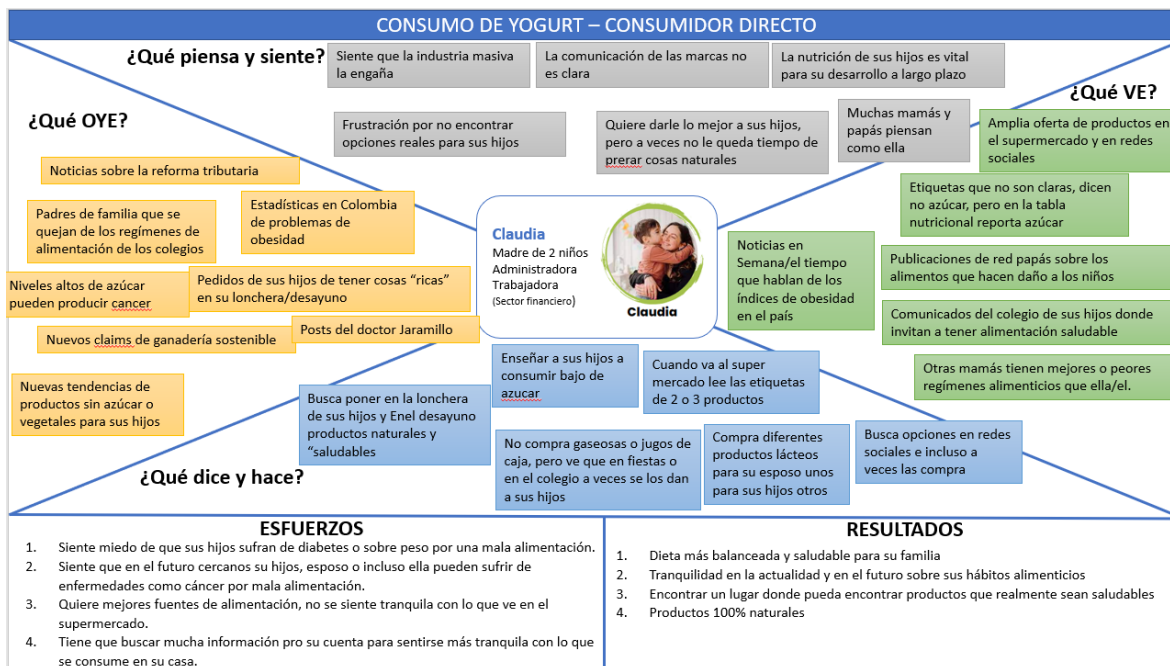 CONSUMO DE YOGURT – CONSUMIDOR DIRECTO
¿Qué piensa y siente?
Siente que la industria masiva
la engaña
La comunicación de las marcas no
es clara
La nutrición de sus hijos es vital
para su desarrollo a largo plazo
Frustración por no encontrar
opciones reales para sus hijos
Quiere darle lo mejor a sus hijos,
pero a veces no le queda tiempo de
prerar cosas naturales
Muchas mamás y
papás piensan
como ella
¿Qué OYE?
Noticias sobre la reforma tributaria
Padres de familia que se
quejan de los regímenes de
alimentación de los colegios
Estadísticas en Colombia
de problemas de
obesidad
Niveles altos de azúcar
pueden producir cancer
Pedidos de sus hijos de tener cosas “ricas”
en su lonchera/desayuno
Nuevos claims de ganadería sostenible
Posts del doctor Jaramillo
Nuevas tendencias de
productos sin azúcar o
vegetales para sus hijos
Claudia
Madre de 2 niños
Administradora
Trabajadora
(Sector financiero)
Claudia
¿Qué VE?
Amplia oferta de productos en
el supermercado y en redes
sociales
Etiquetas que no son claras, dicen
no azúcar, pero en la tabla
nutricional reporta azúcar
Noticias en
Semana/el tiempo
que hablan de los
índices de obesidad
en el país
Publicaciones de red papás sobre los
alimentos que hacen daño a los niños
Comunicados del colegio de sus hijos donde
invitan a tener alimentación saludable
Otras mamás tienen mejores o peores
regímenes alimenticios que ella/el.
¿Qué dice y hace?
Busca poner en la lonchera
de sus hijos y Enel desayuno
productos naturales y
“saludables
Enseñar a sus hijos a
consumir bajo de
azucar
Cuando va al super
mercado lee las etiquetas
de 2 o 3 productos
No compra gaseosas o jugos de
caja, pero ve que en fiestas o
en el colegio a veces se los dan
a sus hijos
Compra diferentes
productos lácteos
para su esposo unos
para sus hijos otros
Busca opciones en redes
sociales e incluso a
veces las compra
ESFUERZOS
1. Siente miedo de que sus hijos sufran de diabetes o sobre peso por una mala alimentación.
2. Siente que en el futuro cercanos su hijos, esposo o incluso ella pueden sufrir de
enfermedades como cáncer por mala alimentación.
3. Quiere mejores fuentes de alimentación, no se siente tranquila con lo que ve en el
supermercado.
4. Tiene que buscar mucha información pro su cuenta para sentirse más tranquila con lo que
se consume en su casa.
RESULTADOS
1. Dieta más balanceada y saludable para su familia
2. Tranquilidad en la actualidad y en el futuro sobre sus hábitos alimenticios
3. Encontrar un lugar donde pueda encontrar productos que realmente sean saludables
4. Productos 100% naturales